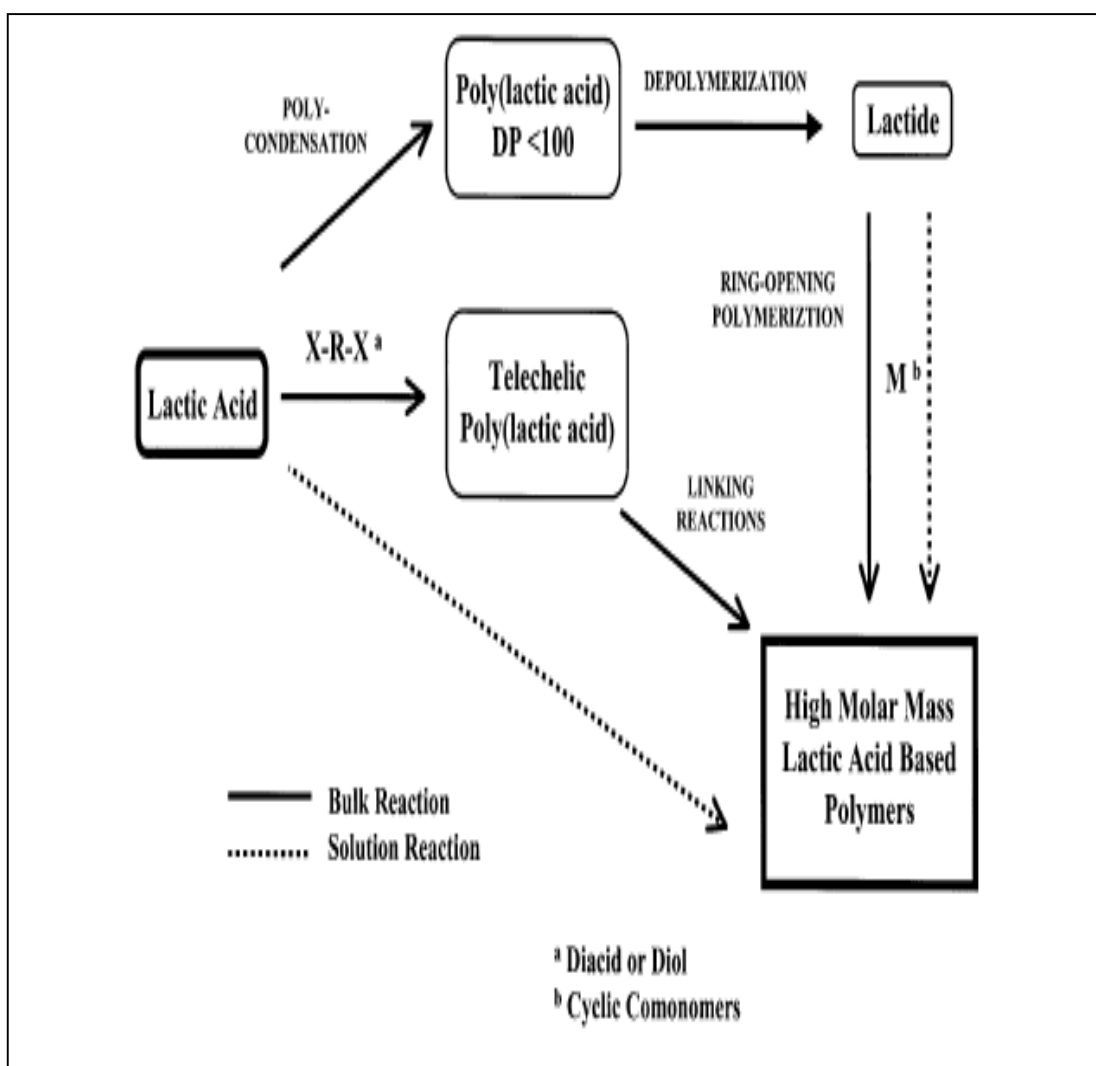 POLY-
CONDENSATION
Poly(lactic acid)
DP <100
DEPOLYMERIZATION
Lactide
RING-OPENING
POLYMERIZTION
M b
Lactic Acid
X-R-X a
Telechelic
Poly(lactic acid)
LINKING
REACTIONS
High Molar Mass
Lactic Acid Based
Polymers
Bulk Reaction
Solution Reaction
a Diacid or Diol
b Cyclic Comonomers